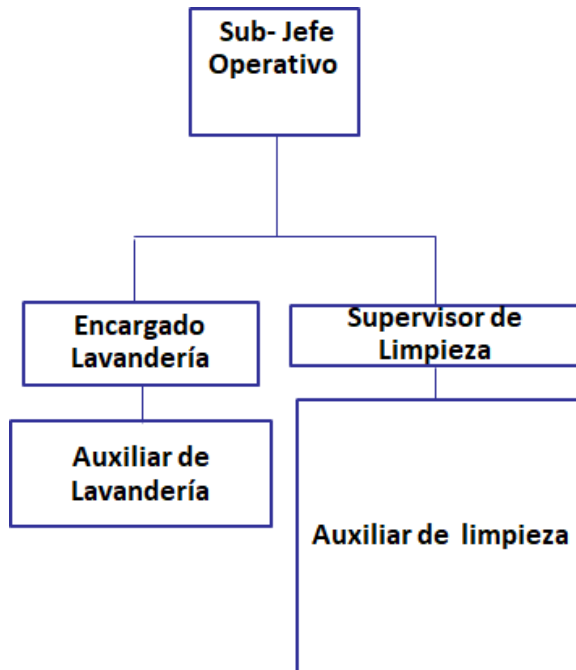 Sub- Jefe
Operativo
Encargado
Lavandería
Supervisor de
Limpieza
Auxiliar de
Lavandería
Auxiliar de limpieza